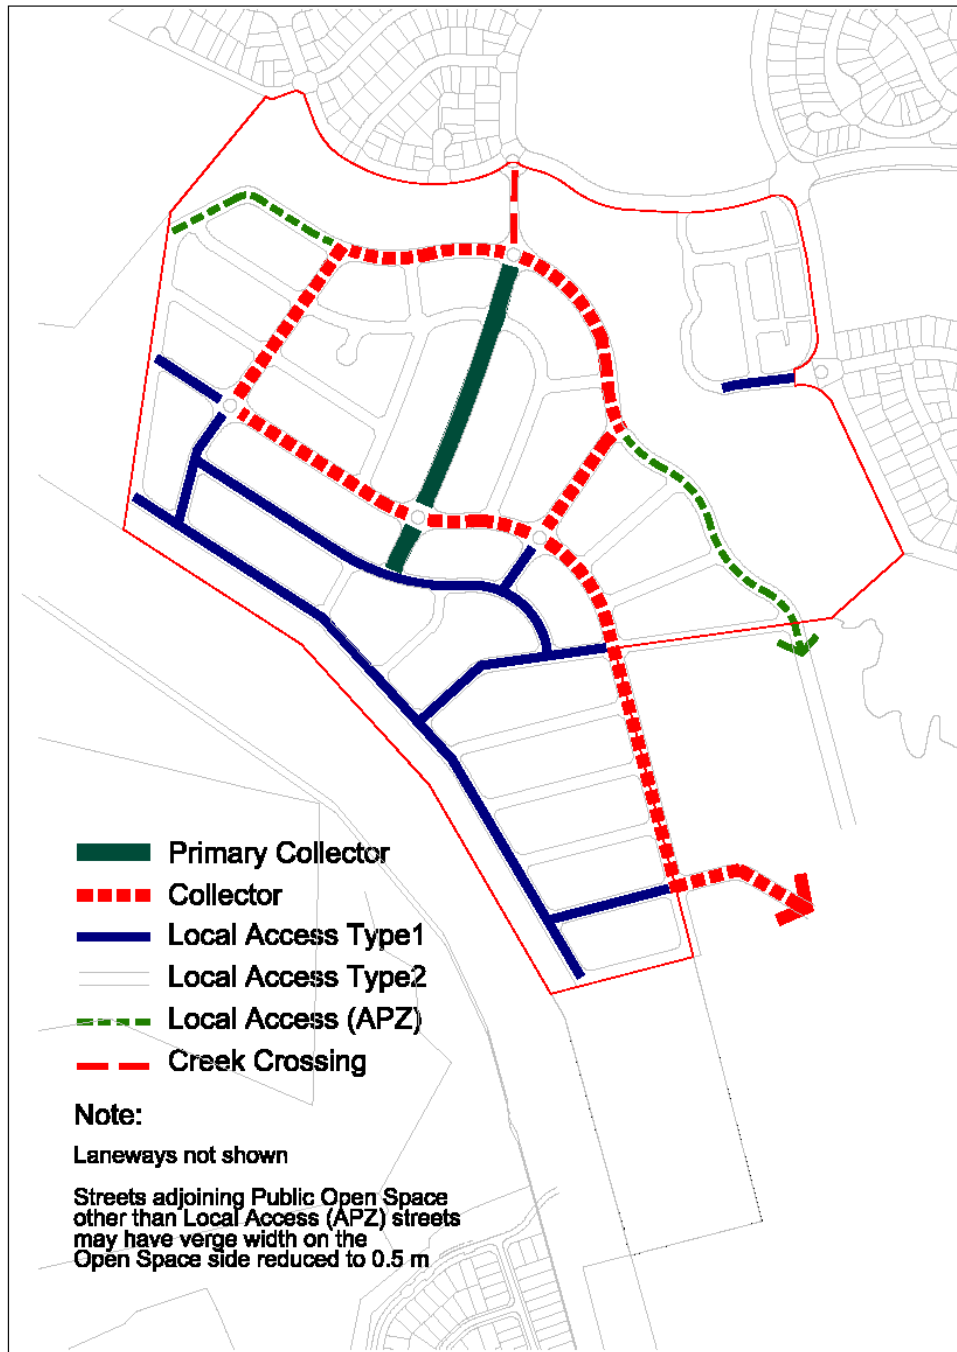 Primary Collector
Collector
Local Access Type1
Local Access Type2
Local Access (APZ)
Creek Crossing
Note:
Laneways not shown
Streets adjoining Public Open Space
other than Local Access (APZ) streets
may have verge width on the
Open Space side reduced to 0.5 m